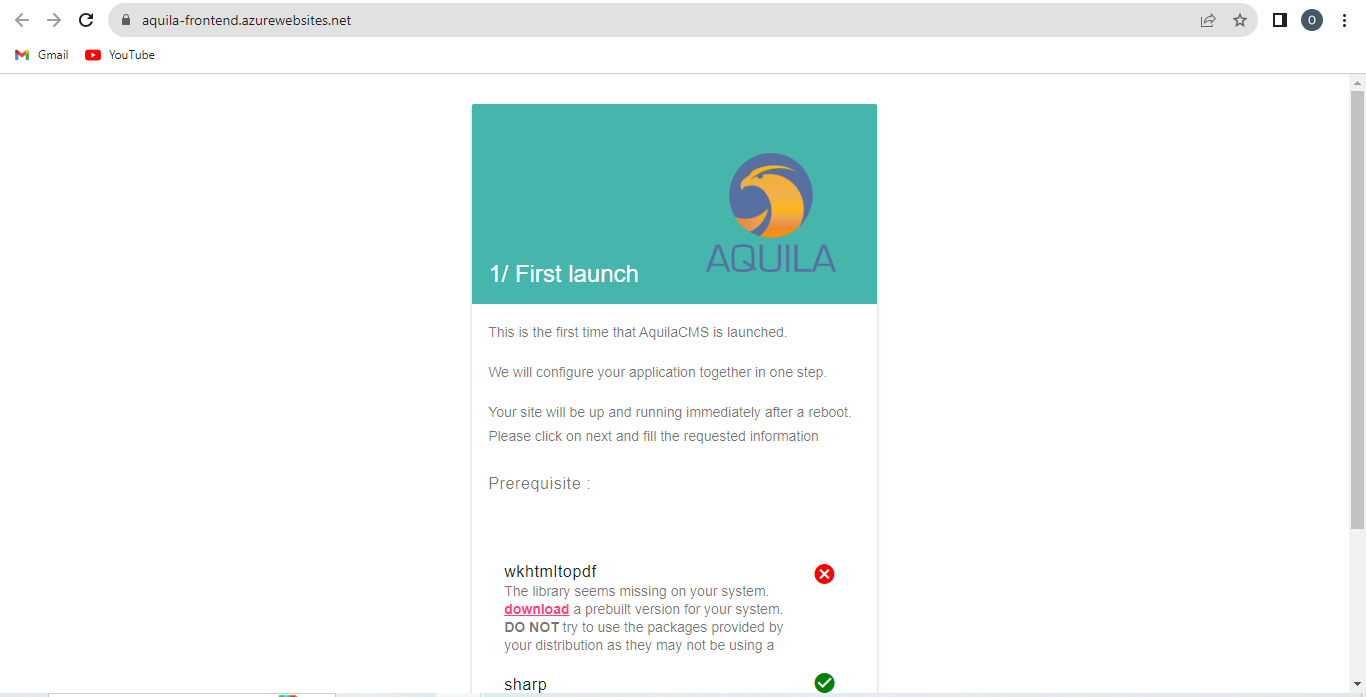 aquila-frontend.azurewebsites.net
O
Gmail
YouTube
AQUILA
1/ First launch
This is the first time that AquilaCMS is launched.
We will configure your application together in one step.
Your site will be up and running immediately after a reboot.
Please click on next and fill the requested information
Prerequisite :
wkhtmltopdf
The library seems missing on your system.
download a prebuilt version for your system.
DO NOT try to use the packages provided by
your distribution as they may not be using a
sharp